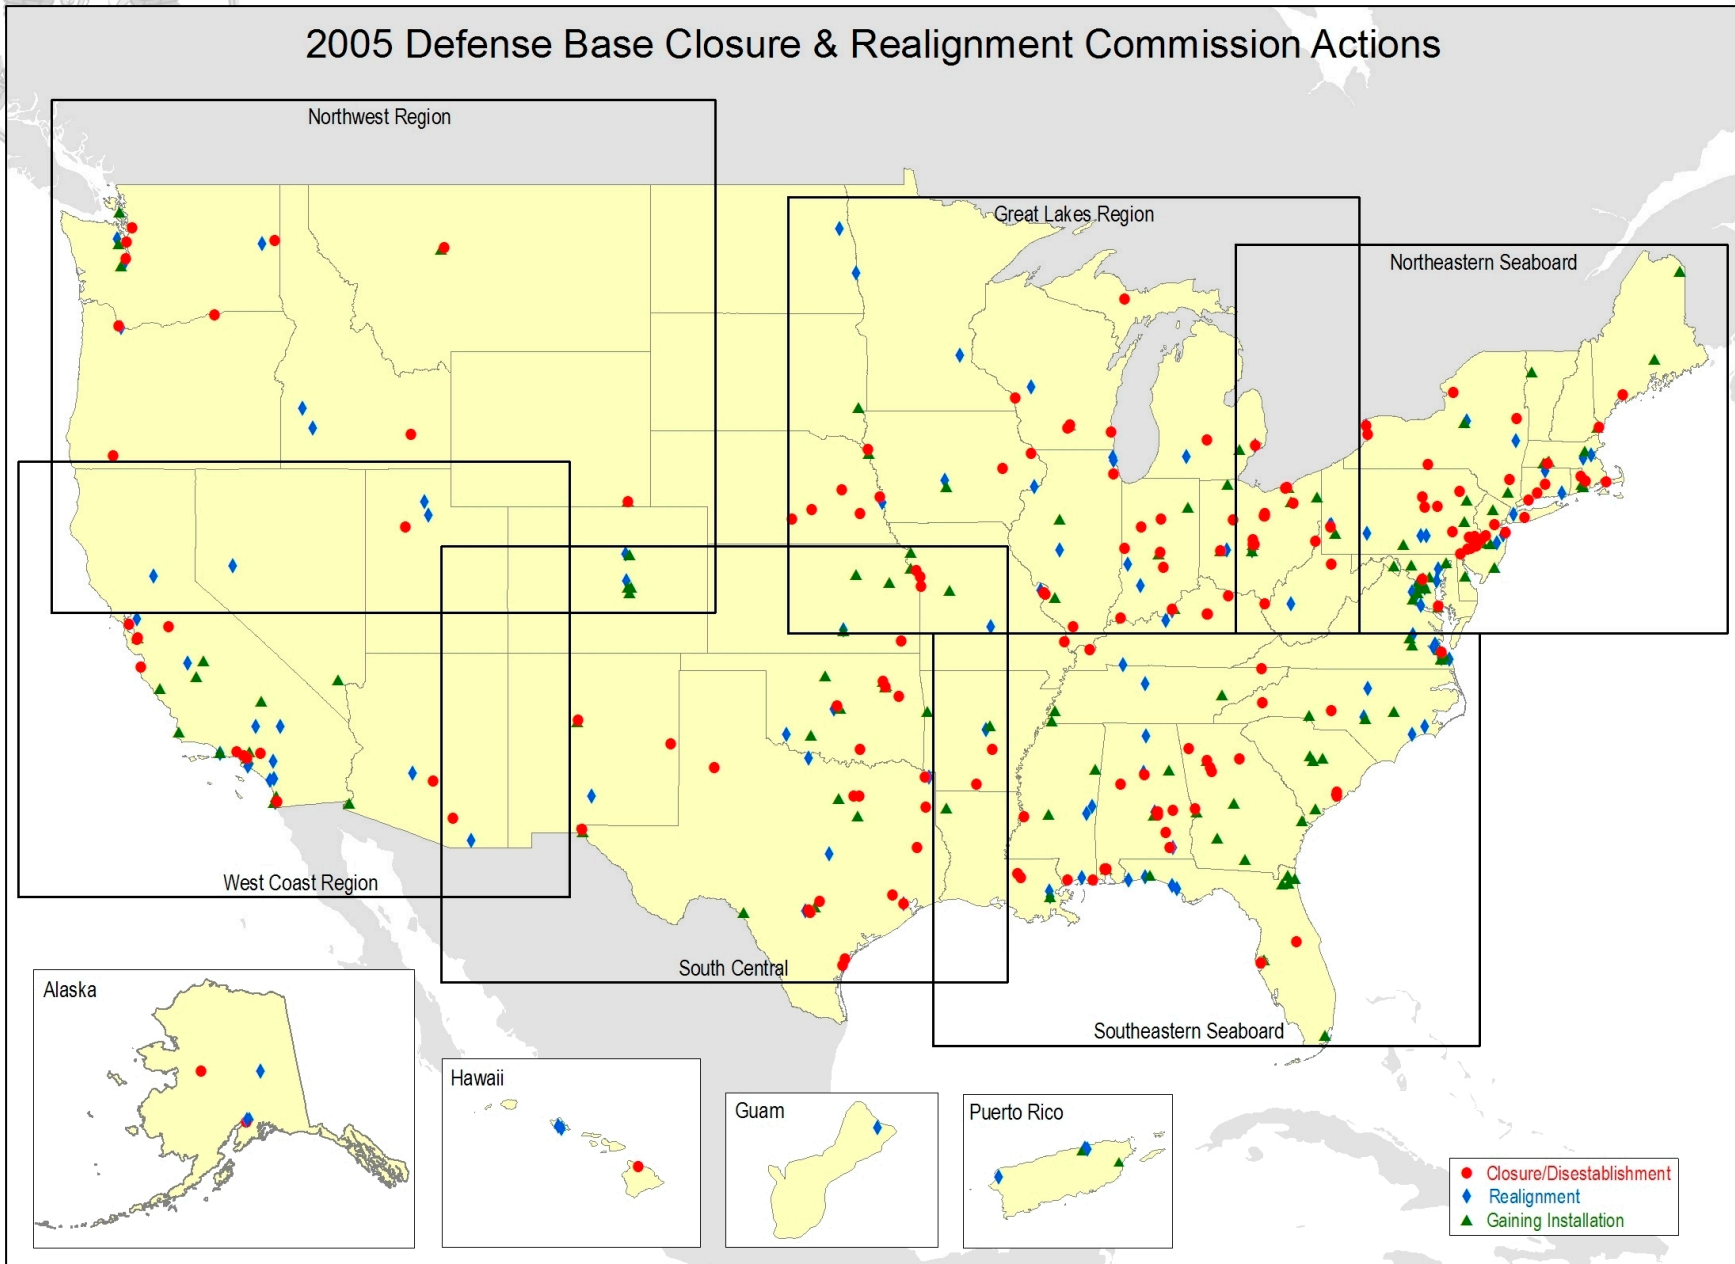 2005 Defense Base Closure & Realignment Commission Actions
Northwest Region
Great Lakes Region
Northeastern Seaboard
West Coast Region
South Central
Southeastern Seaboard
Alaska
Hawaii
Guam
Puerto Rico
Closure/Disestablishment
Realignment
Gaining Installation